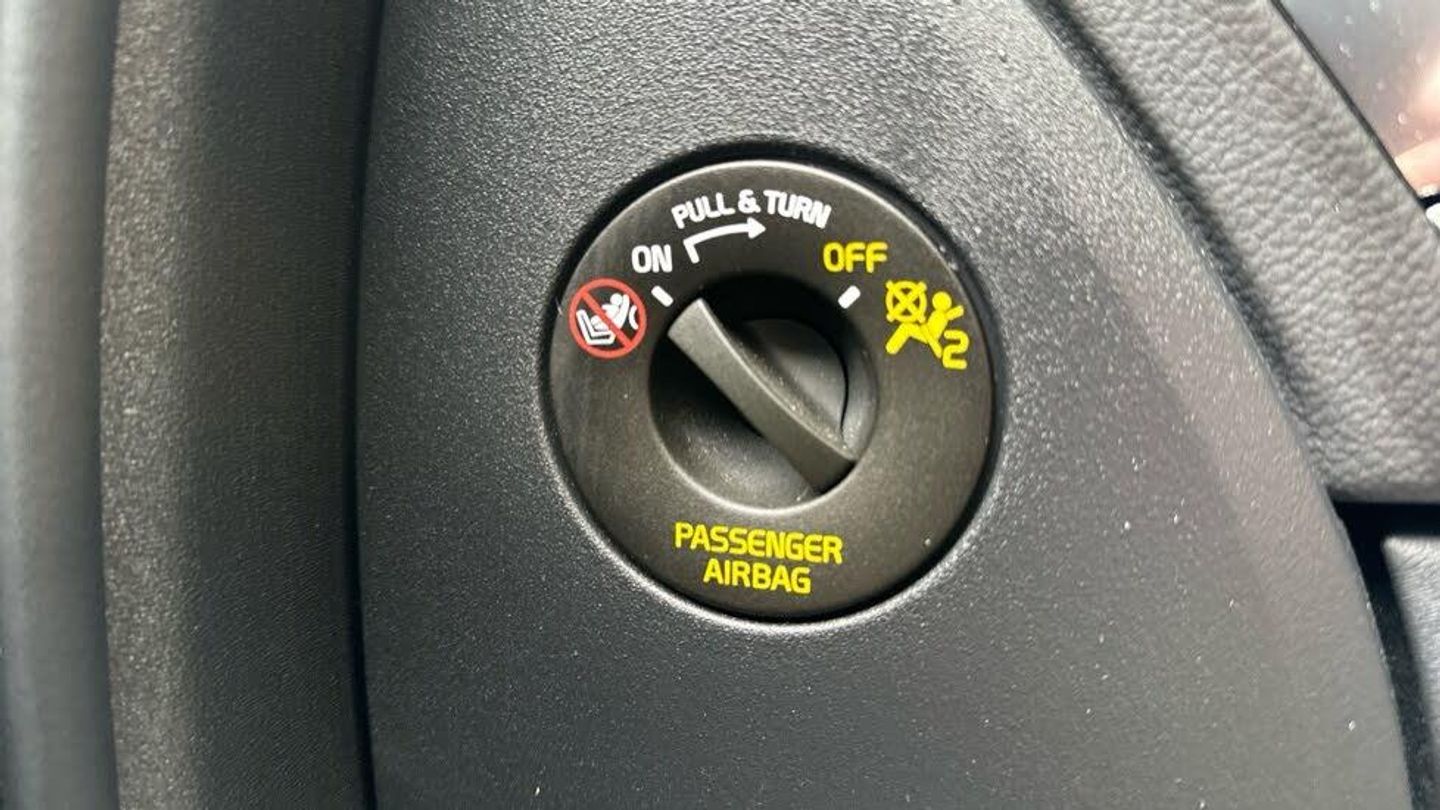 PULL & TURN
ON
OFF
2
PASSENGER
AIRBAG